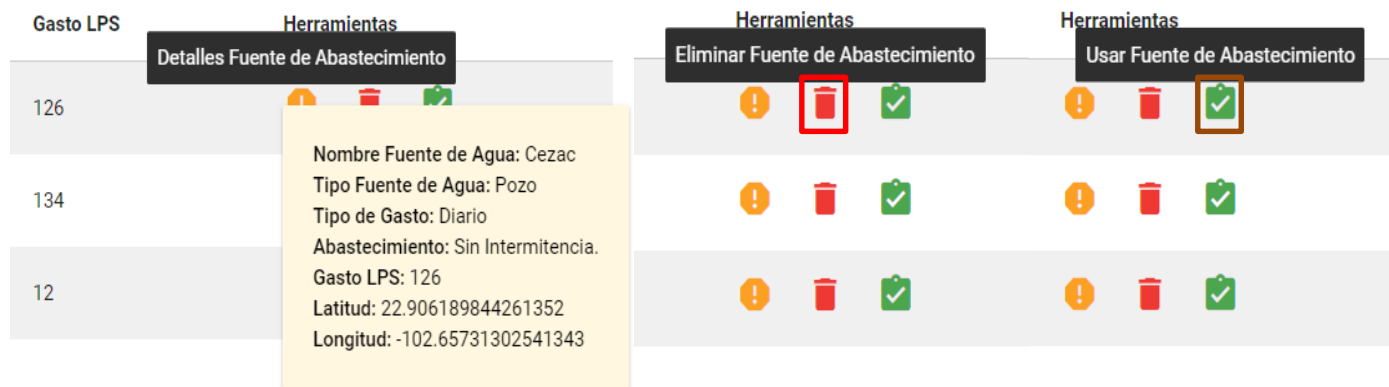 Gasto LPS
Herramientas
Detalles Fuente de Abastecimiento
126
134
12
Nombre Fuente de Agua: Cezac
Tipo Fuente de Agua: Pozo
Tipo de Gasto: Diario
Abastecimiento: Sin Intermitencia.
Gasto LPS: 126
Latitud: 22.906189844261352
Longitud: -102.65731302541343
Herramientas
Eliminar Fuente de Abastecimiento
Herramientas
Usar Fuente de Abastecimiento